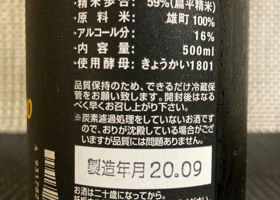 精米歩合：59%(扁平精米)
原料米：雄町100%
アルコール分：16%
内容量：500ml
使用酵母：きょうかい1801
品質保持のため、できるだけ冷蔵保
管をお願い致します。開封後はなる
べく早くお召し上がり下さい。
※炭素濾過処理をしていないお酒ですの
で、おりが沈殿している場合がござ
いますが品質には問題ありません。
製造年月 20.09
お酒は二十歳になってから。